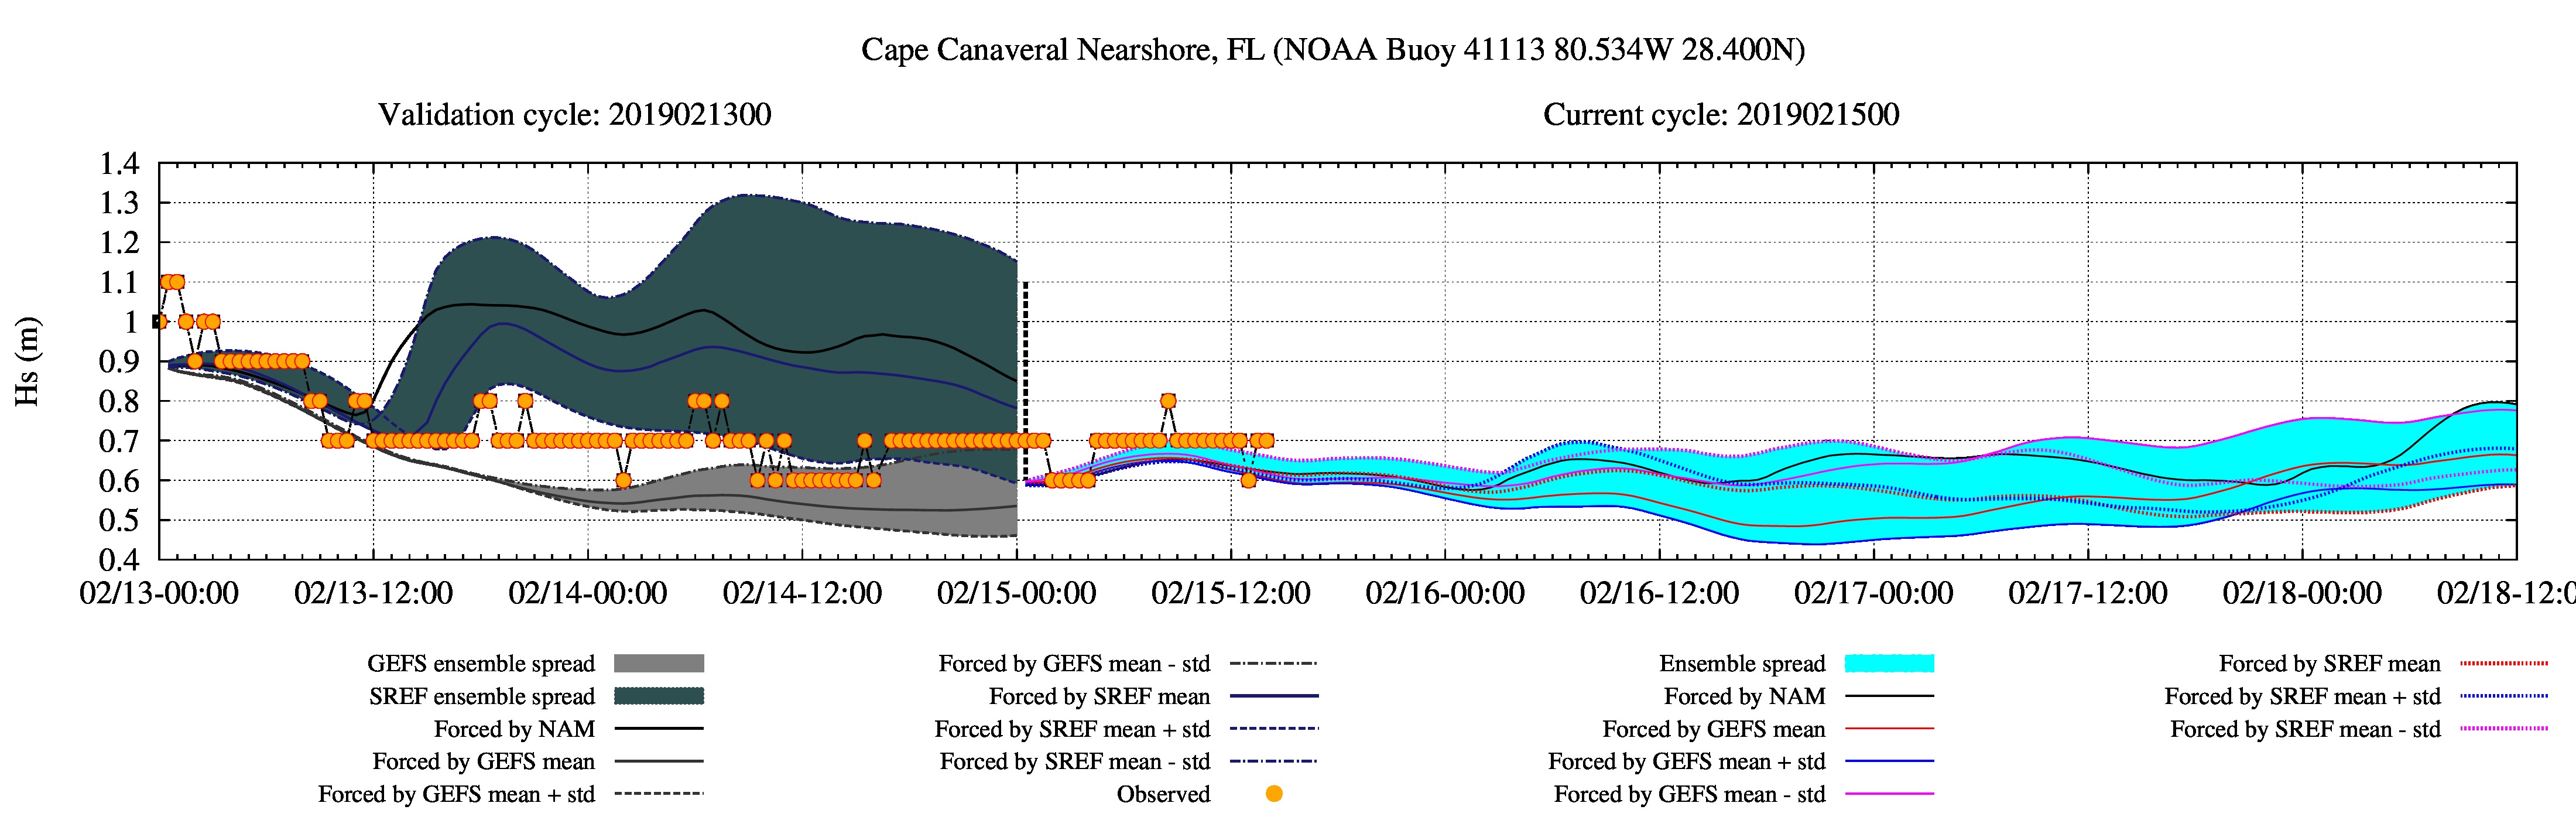 Cape Canaveral Nearshore, FL (NOAA Buoy 41113 80.534W 28.400N)
Validation cycle: 2019021300
Current cycle: 2019021500
Hs (m)
1.4
1.3
1.2
1.1
1
0.9
0.8
0.7
0.6
0.5
0.4
02/13-00:00 02/13-12:00 02/14-00:00 02/14-12:00 02/15-00:00 02/15-12:00 02/16-00:00 02/16-12:00 02/17-00:00 02/17-12:00 02/18-00:00 02/18-12:0
GEFS ensemble spread
SREF ensemble spread
Forced by NAM
Forced by GEFS mean
Forced by GEFS mean + std
Forced by GEFS mean - std
Forced by SREF mean
Forced by SREF mean + std
Forced by SREF mean - std
Observed
Ensemble spread
Forced by NAM
Forced by GEFS mean
Forced by GEFS mean + std
Forced by GEFS mean - std
Forced by SREF mean
Forced by SREF mean + std
Forced by SREF mean - std